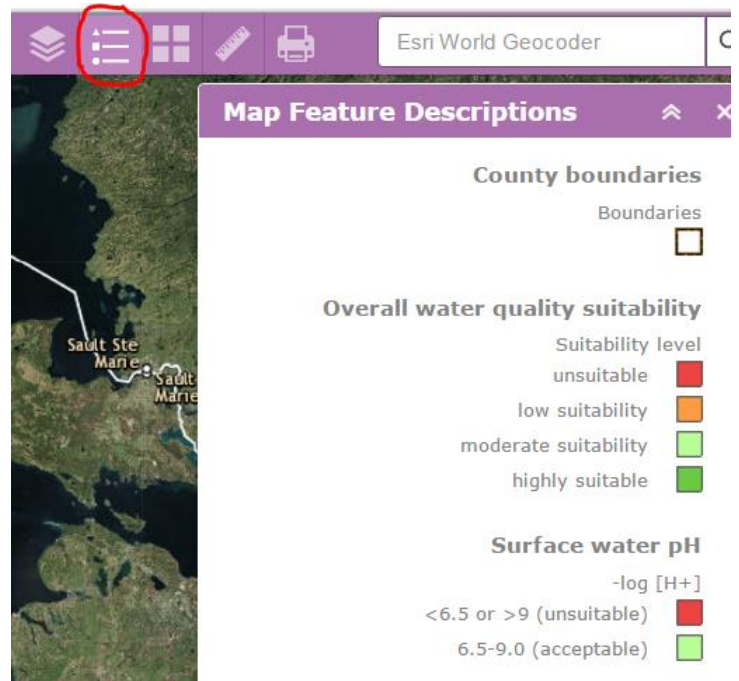 Esri World Geocoder
Map Feature Descriptions
County boundaries
Boundaries
Overall water quality suitability
Suitability level
unsuitable
low suitability
moderate suitability
highly suitable
Surface water pH
-log [H+]
<6.5 or >9 (unsuitable)
6.5-9.0 (acceptable)
Sault Ste
Marie
Sault
Marie